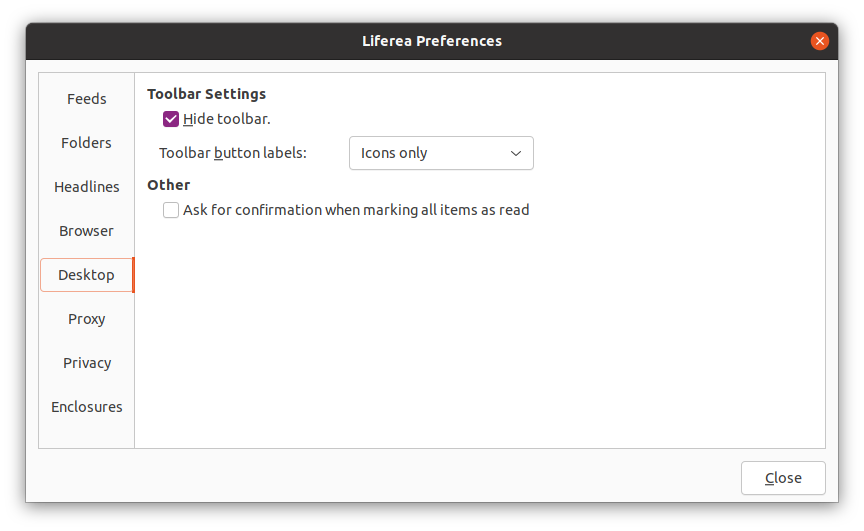 Liferea Preferences
Feeds
Folders
Headlines
Browser
Desktop
Proxy
Privacy
Enclosures
Toolbar Settings
Hide toolbar.
Toolbar button labels: Icons only
Other
Ask for confirmation when marking all items as read
Close